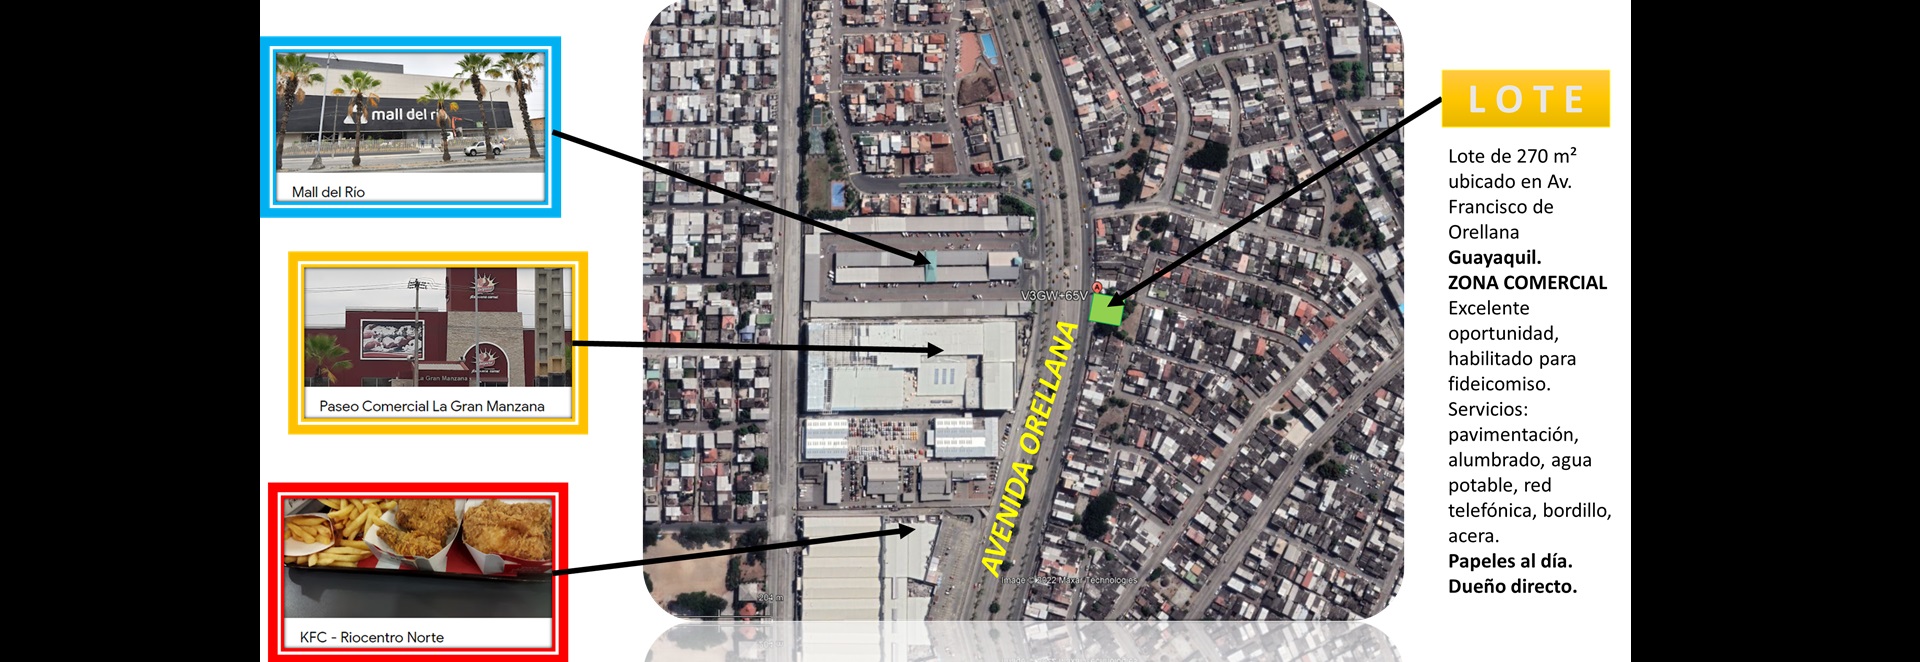 mall del r
Mall del Río
La Gran Manzana
Paseo Comercial La Gran Manzana
KFC - Riocentro Norte
V3GW+65V
A
AVENIDA ORELLANA
Image © 2022 Maxar Technologies
204 m
LOTE
Lote de 270 m²
ubicado en Av.
Francisco de
Orellana
Guayaquil.
ZONA COMERCIAL
Excelente
oportunidad,
habilitado para
fideicomiso.
Servicios:
pavimentación,
alumbrado, agua
potable, red
telefónica, bordillo,
acera.
Papeles al día.
Dueño directo.